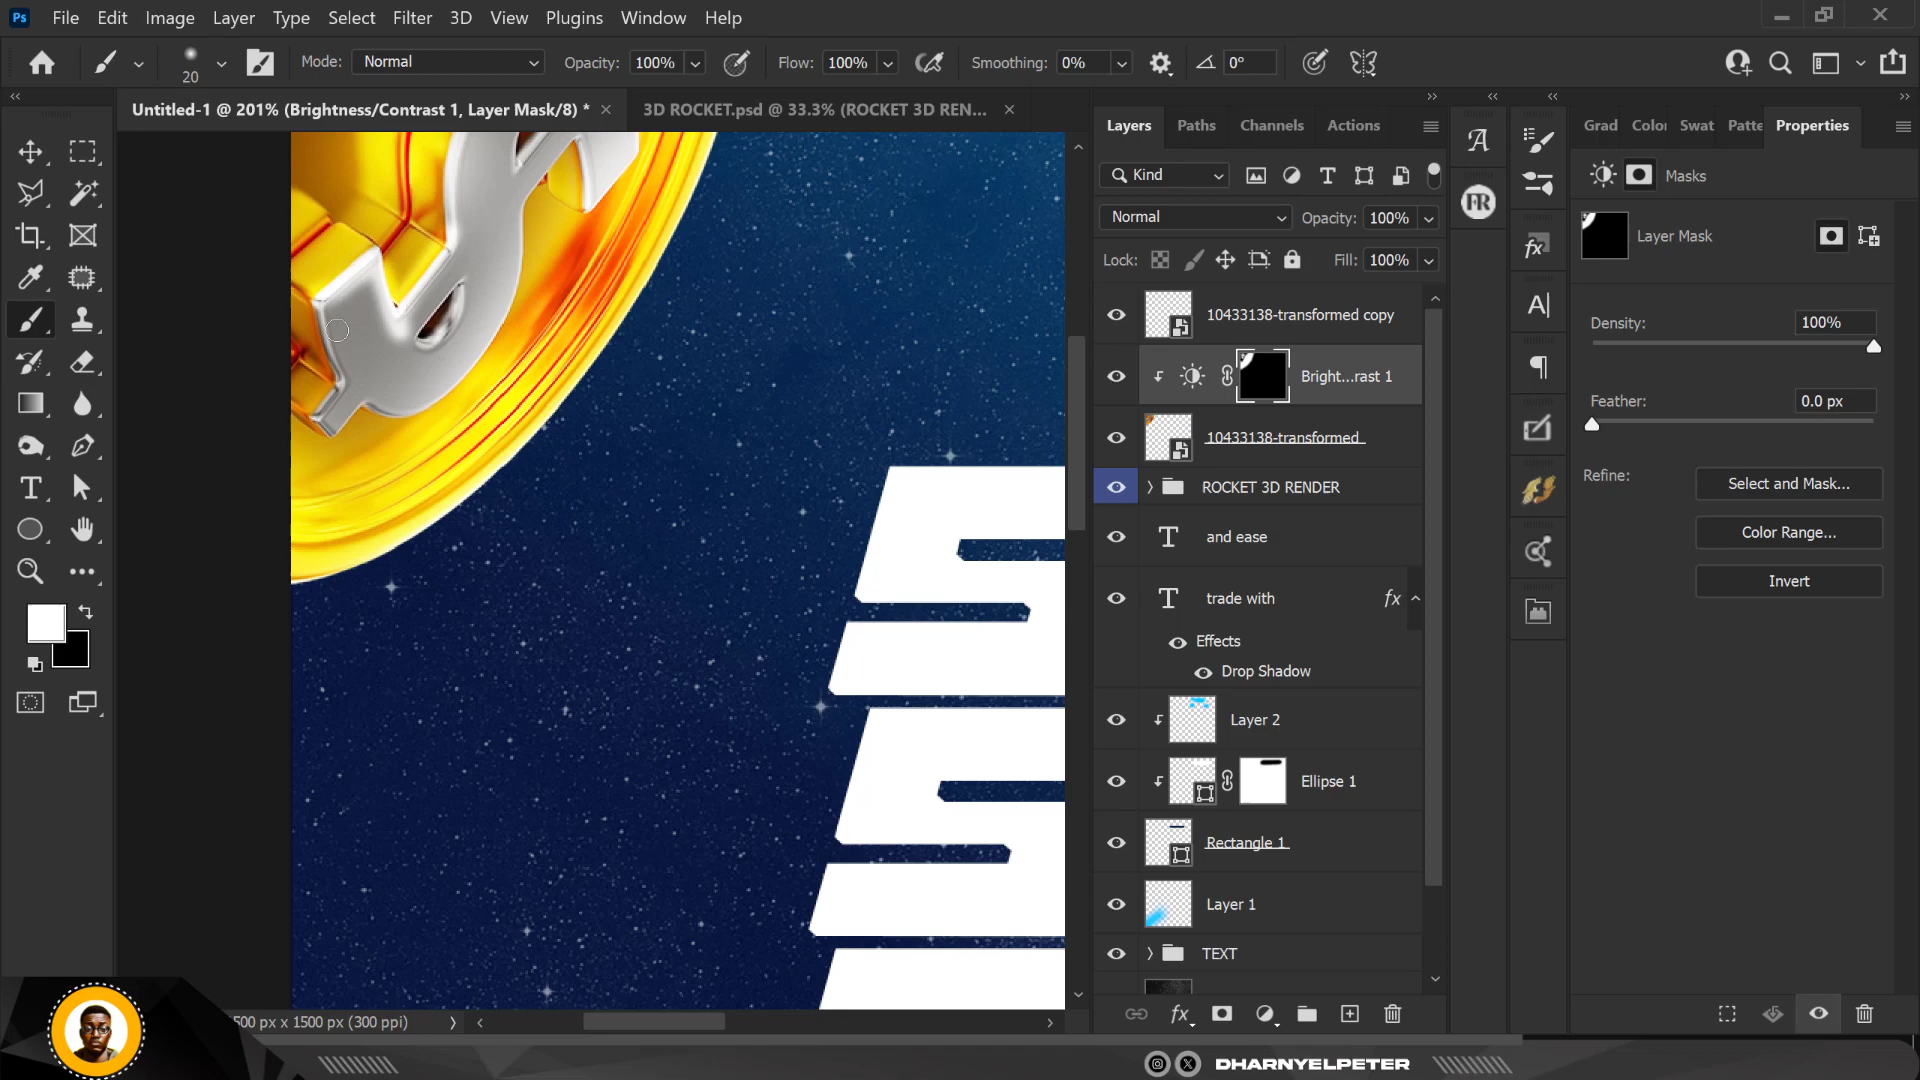 Ps File Edit Image Layer Type Select Filter 3D View Plugins Window Help
20 Mode: Normal Opacity: 100% Flow: 100% Smoothing: 0% 0°
Untitled-1 @ 201% (Brightness/Contrast 1, Layer Mask/8) * 3D ROCKET.psd @ 33.3% (ROCKET 3D REN...
Layers Paths Channels Actions
Grad Color Swat Patte Properties
Kind
Masks
Normal Opacity: 100%
Layer Mask
Lock: Fill: 100%
10433138-transformed copy
Density: 100%
Bright...rast 1
Feather: 0.0 px
10433138-transformed
Refine: Select and Mask...
ROCKET 3D RENDER
Color Range...
T and ease
Invert
T trade with fx
Effects
Drop Shadow
Layer 2
Ellipse 1
Rectangle 1
Layer 1
TEXT
S
S
500 px x 1500 px (300 ppi)
DHARNYELPETER